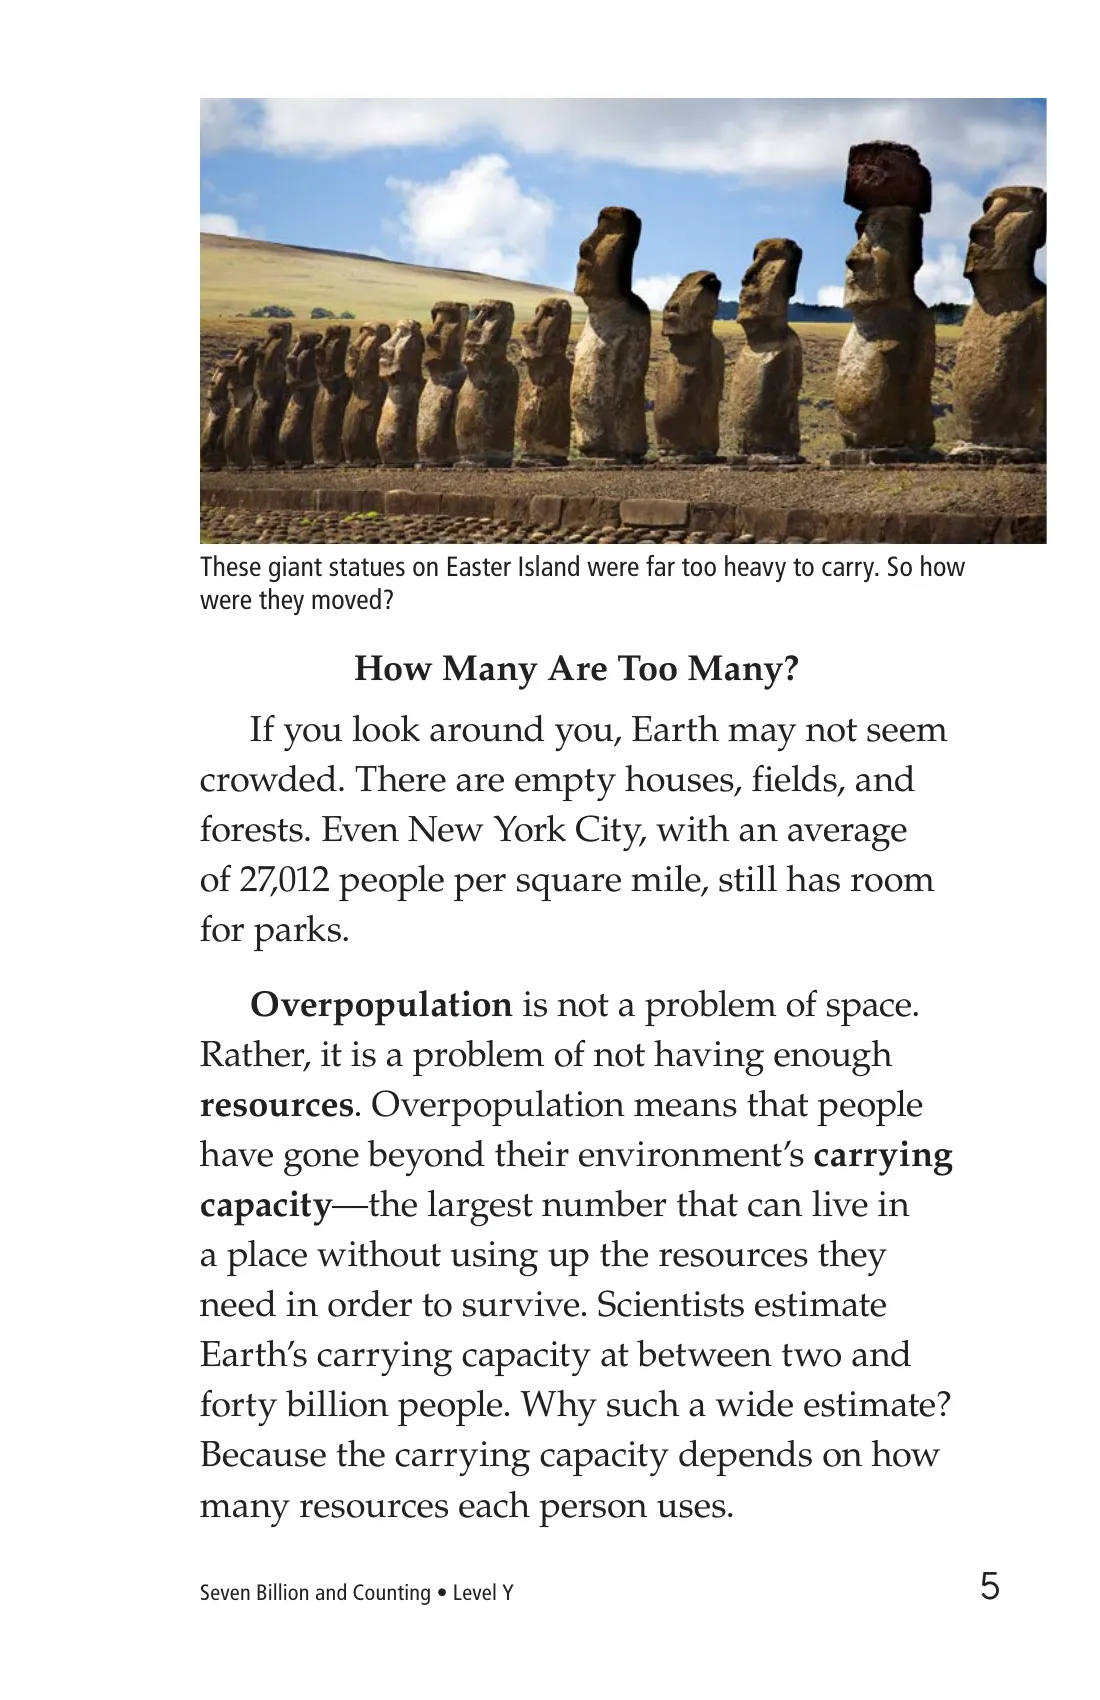 These giant statues on Easter Island were far too heavy to carry. So how
were they moved?
How Many Are Too Many?
If you look around you, Earth may not seem
crowded. There are empty houses, fields, and
forests. Even New York City, with an average
of 27,012 people per square mile, still has room
for parks.
Overpopulation is not a problem of space.
Rather, it is a problem of not having enough
resources. Overpopulation means that people
have gone beyond their environment’s carrying
capacity—the largest number that can live in
a place without using up the resources they
need in order to survive. Scientists estimate
Earth’s carrying capacity at between two and
forty billion people. Why such a wide estimate?
Because the carrying capacity depends on how
many resources each person uses.
Seven Billion and Counting • Level Y
5